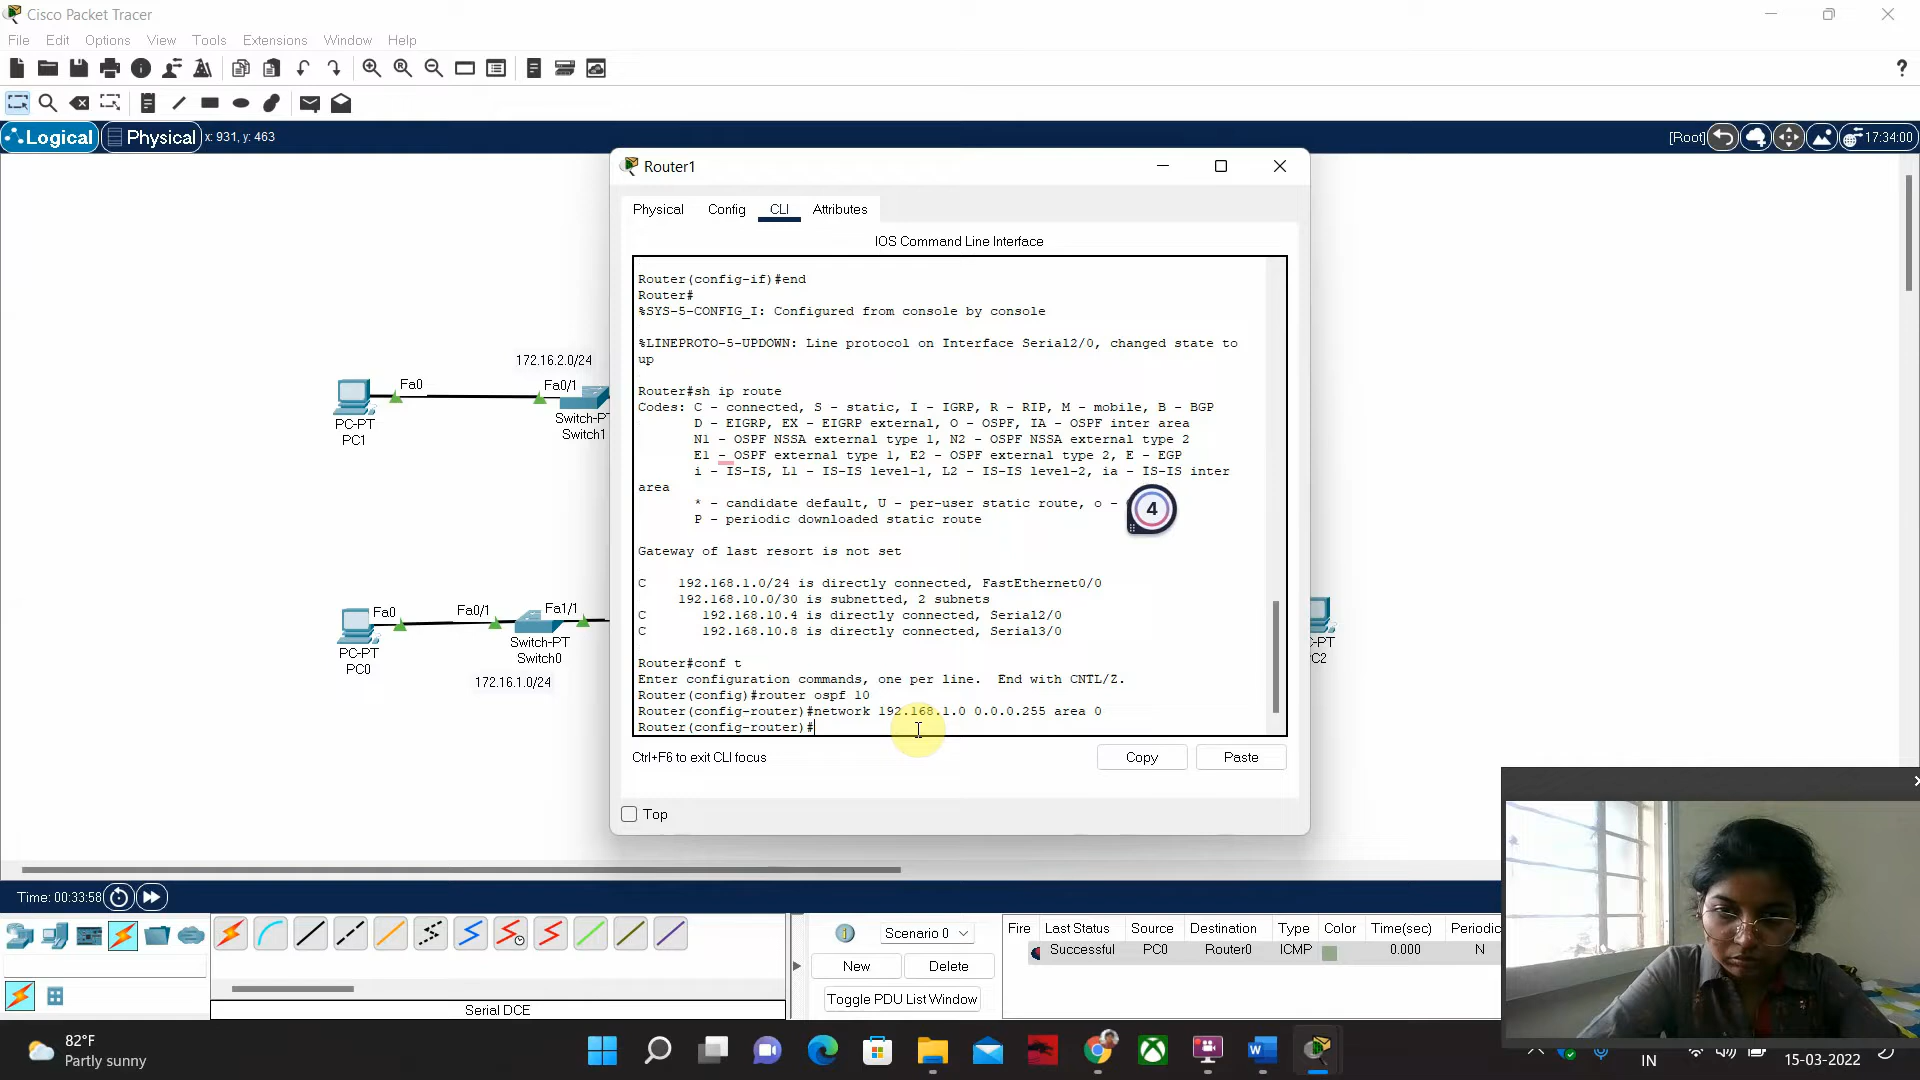 Cisco Packet Tracer
File Edit Options View Tools Extensions Window Help
?
Logical Physical x: 931, y: 463 [Root] 17:34:00
Router1
Physical Config CLI Attributes
IOS Command Line Interface
Router(config-if)#end
Router#
%SYS-5-CONFIG_I: Configured from console by console
%LINEPROTO-5-UPDOWN: Line protocol on Interface Serial2/0, changed state to
up
Router#sh ip route
Codes: C - connected, S - static, I - IGRP, R - RIP, M - mobile, B - BGP
D - EIGRP, EX - EIGRP external, O - OSPF, IA - OSPF inter area
N1 - OSPF NSSA external type 1, N2 - OSPF NSSA external type 2
E1 - OSPF external type 1, E2 - OSPF external type 2, E - EGP
i - IS-IS, L1 - IS-IS level-1, L2 - IS-IS level-2, ia - IS-IS inter
area
* - candidate default, U - per-user static route, o -
P - periodic downloaded static route
4
Gateway of last resort is not set
C 192.168.1.0/24 is directly connected, FastEthernet0/0
192.168.10.0/30 is subnetted, 2 subnets
C 192.168.10.4 is directly connected, Serial2/0
C 192.168.10.8 is directly connected, Serial3/0
Router#conf t
Enter configuration commands, one per line. End with CNTL/Z.
Router(config)#router ospf 10
Router(config-router)#network 192.168.1.0 0.0.0.255 area 0
Router(config-router)#
Ctrl+F6 to exit CLI focus
Copy Paste
Top
172.16.2.0/24
Fa0 Fa0/1
PC-PT
PC1
Switch-PT
Switch1
Fa0 Fa0/1 Fa1/1
PC-PT
PC0
Switch-PT
Switch0
172.16.1.0/24
-PT
C2
Time: 00:33:58
Scenario 0
New Delete
Toggle PDU List Window
Serial DCE
Fire Last Status Source Destination Type Color Time(sec) Periodic
Successful PC0 Router0 ICMP 0.000 N
82°F
Partly sunny
IN
15-03-2022